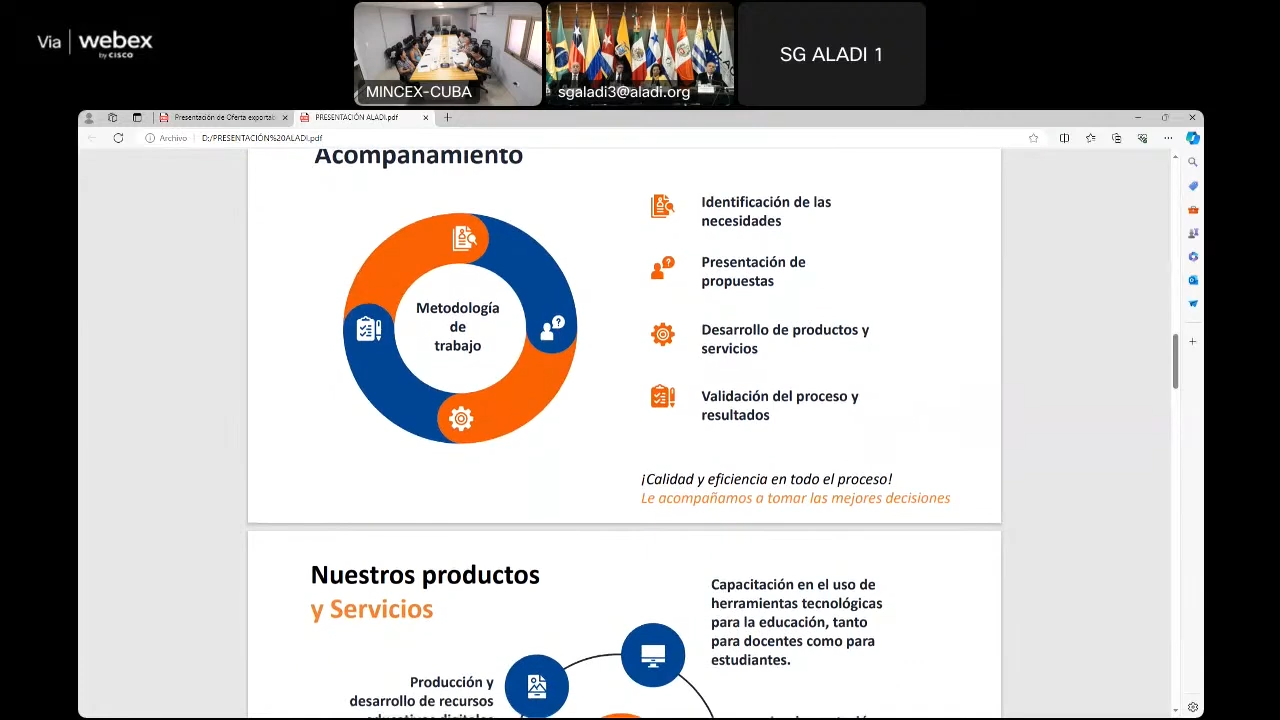 Via webex
by CISCO
MINCEX-CUBA
sgaladi3@aladi.org
SG ALADI 1
Presentación de Oferta exportab
PRESENTACIÓN ALADI.pdf
Archivo
D:/PRESENTACIÓN%20ALADI.pdf
Acompañamiento
Metodología
de
trabajo
Identificación de las
necesidades
Presentación de
propuestas
Desarrollo de productos y
servicios
Validación del proceso y
resultados
¡Calidad y eficiencia en todo el proceso!
Le acompañamos a tomar las mejores decisiones
Nuestros productos
y Servicios
Capacitación en el uso de
herramientas tecnológicas
para la educación, tanto
para docentes como para
estudiantes.
Producción y
desarrollo de recursos
educativos digitales